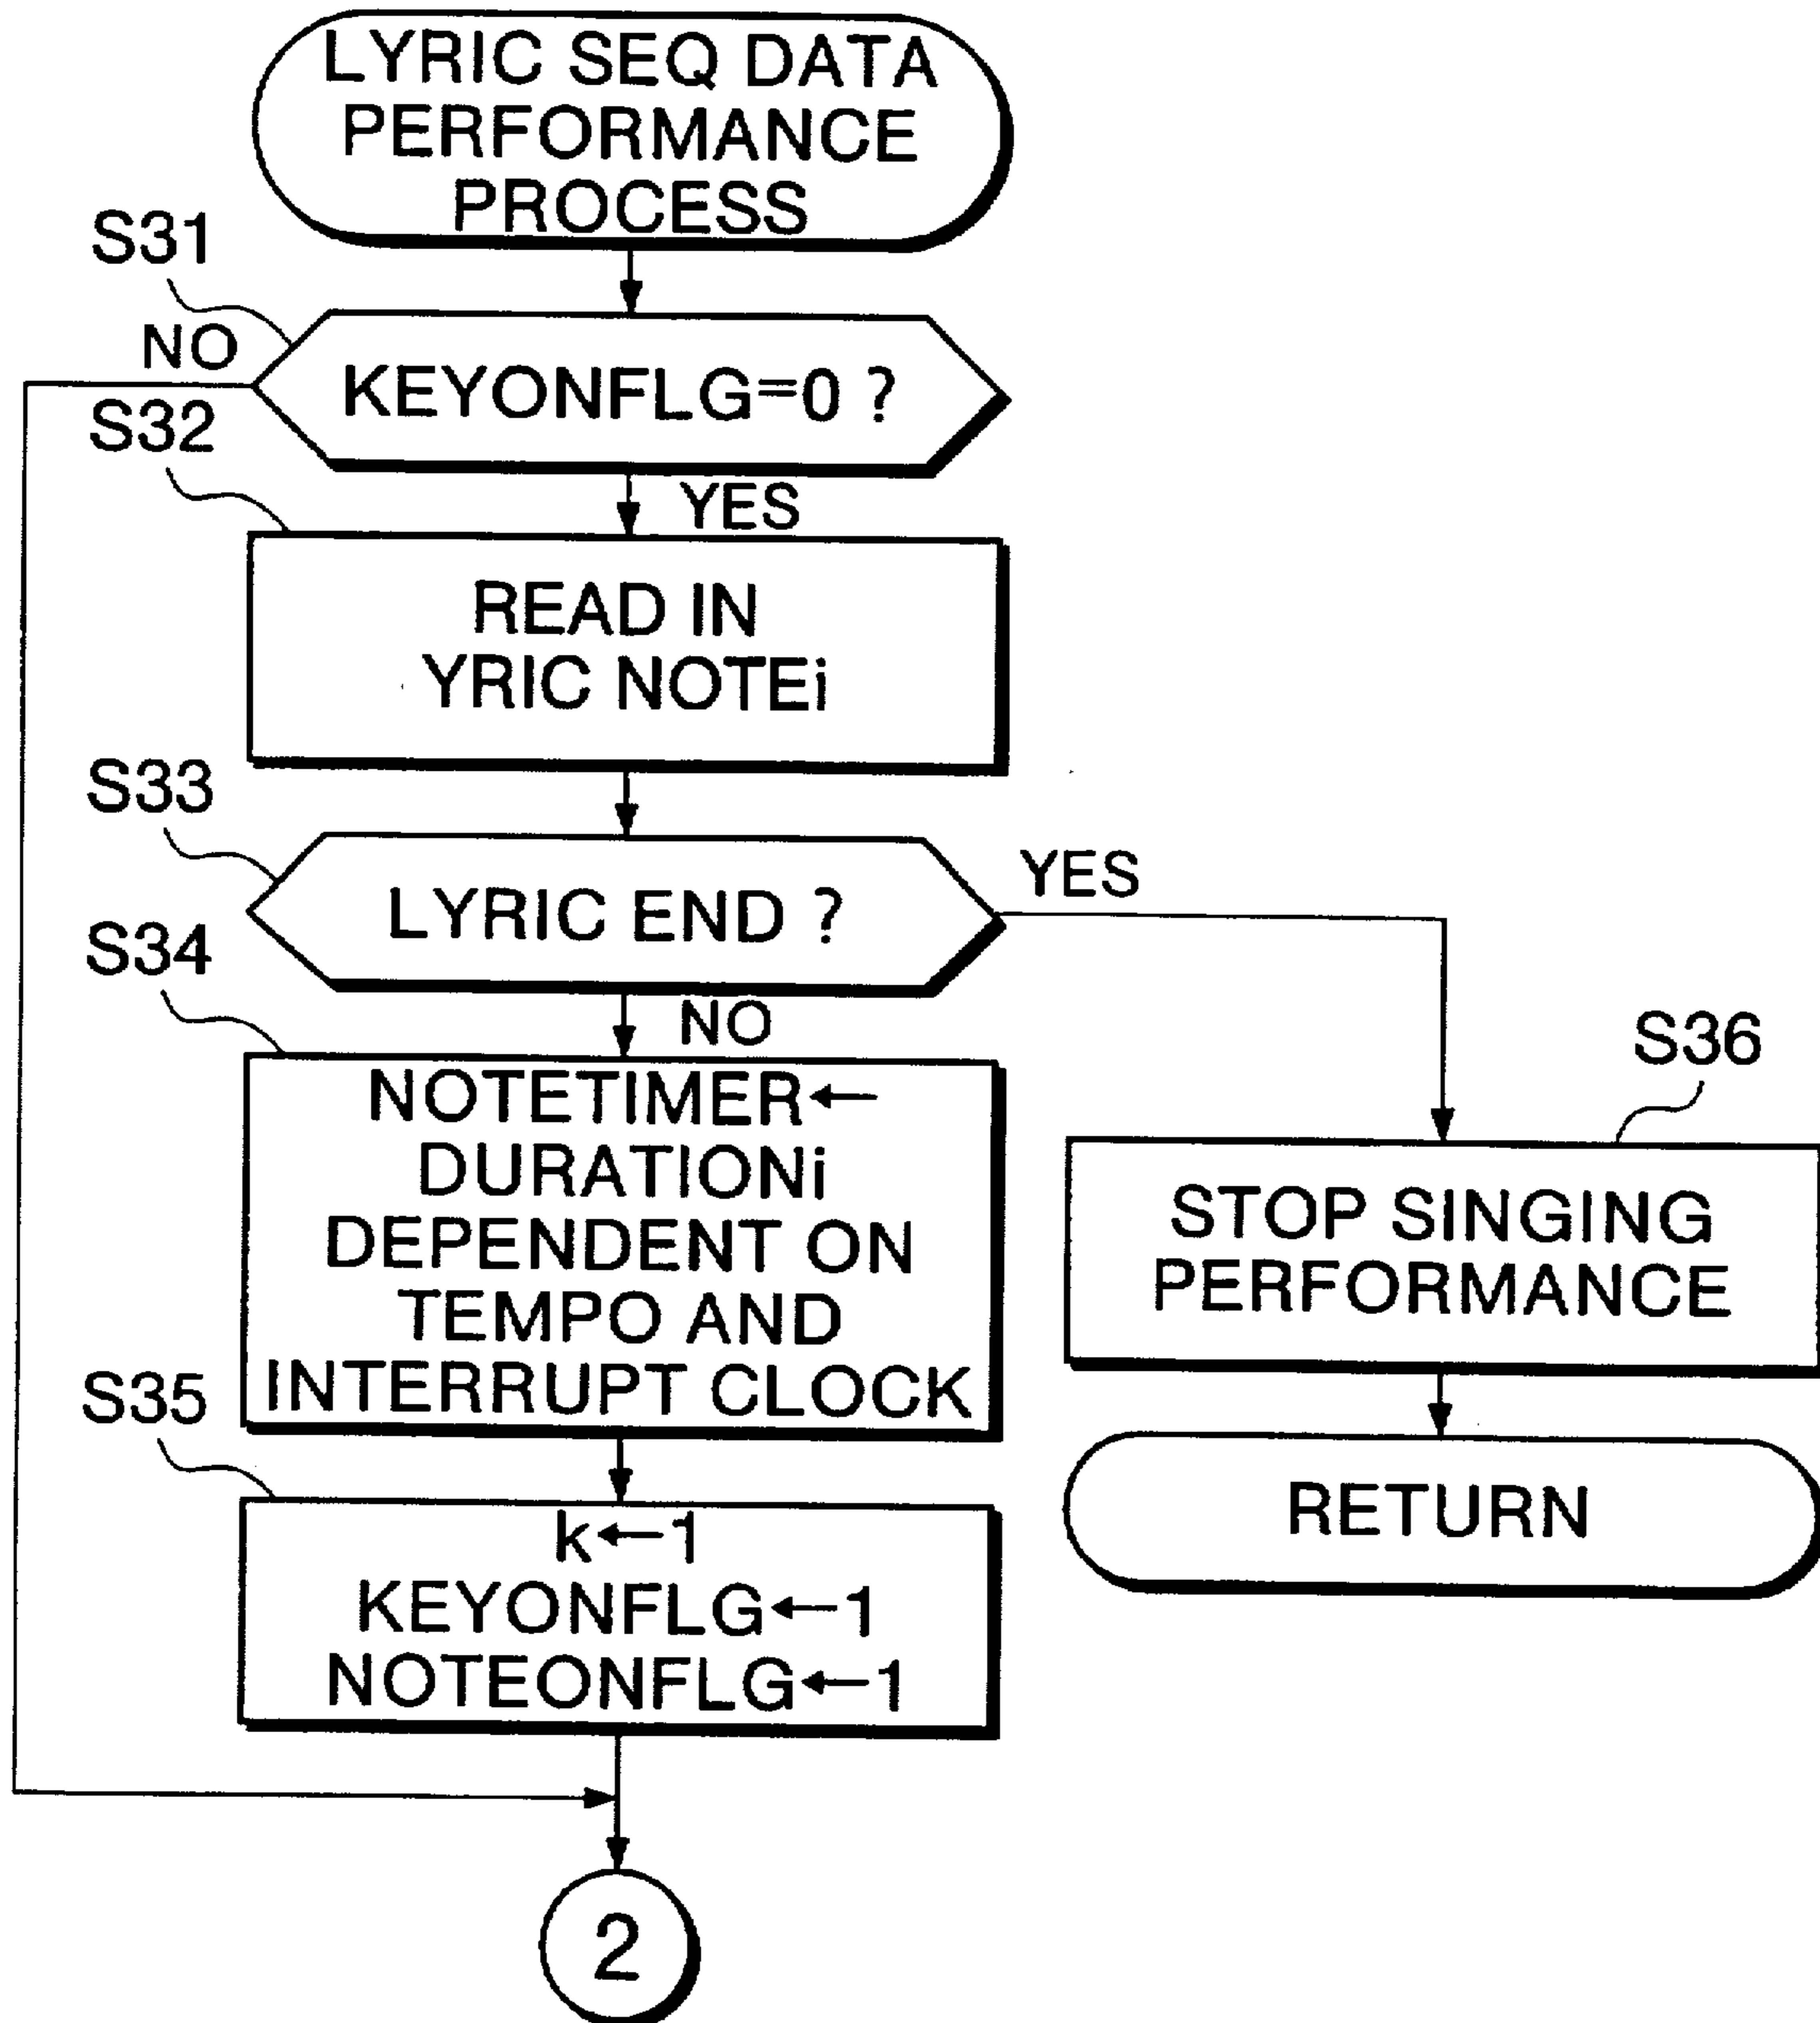 LYRIC SEQ DATA
PERFORMANCE
PROCESS
S31
NO
KEYONFLG=0 ?
S32
YES
READ IN
YRIC NOTEi
S33
LYRIC END ?
YES
S34
NO
NOTETIMER←
DURATIONi
DEPENDENT ON
TEMPO AND
INTERRUPT CLOCK
S36
STOP SINGING
PERFORMANCE
S35
k←1
KEYONFLG←1
NOTEONFLG←1
RETURN
2